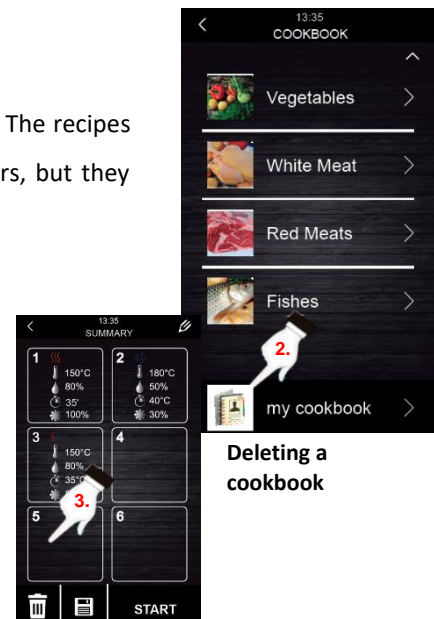 The recipes
rs, but they
13:35
COOKBOOK
Vegetables
White Meat
Red Meats
Fishes
2.
my cookbook
Deleting a
cookbook
13:35
SUMMARY
1
150°C
80%
35'
100%
2
180°C
50%
40°C
30%
3
150°C
80%
35°C
3.
4
5
6
START